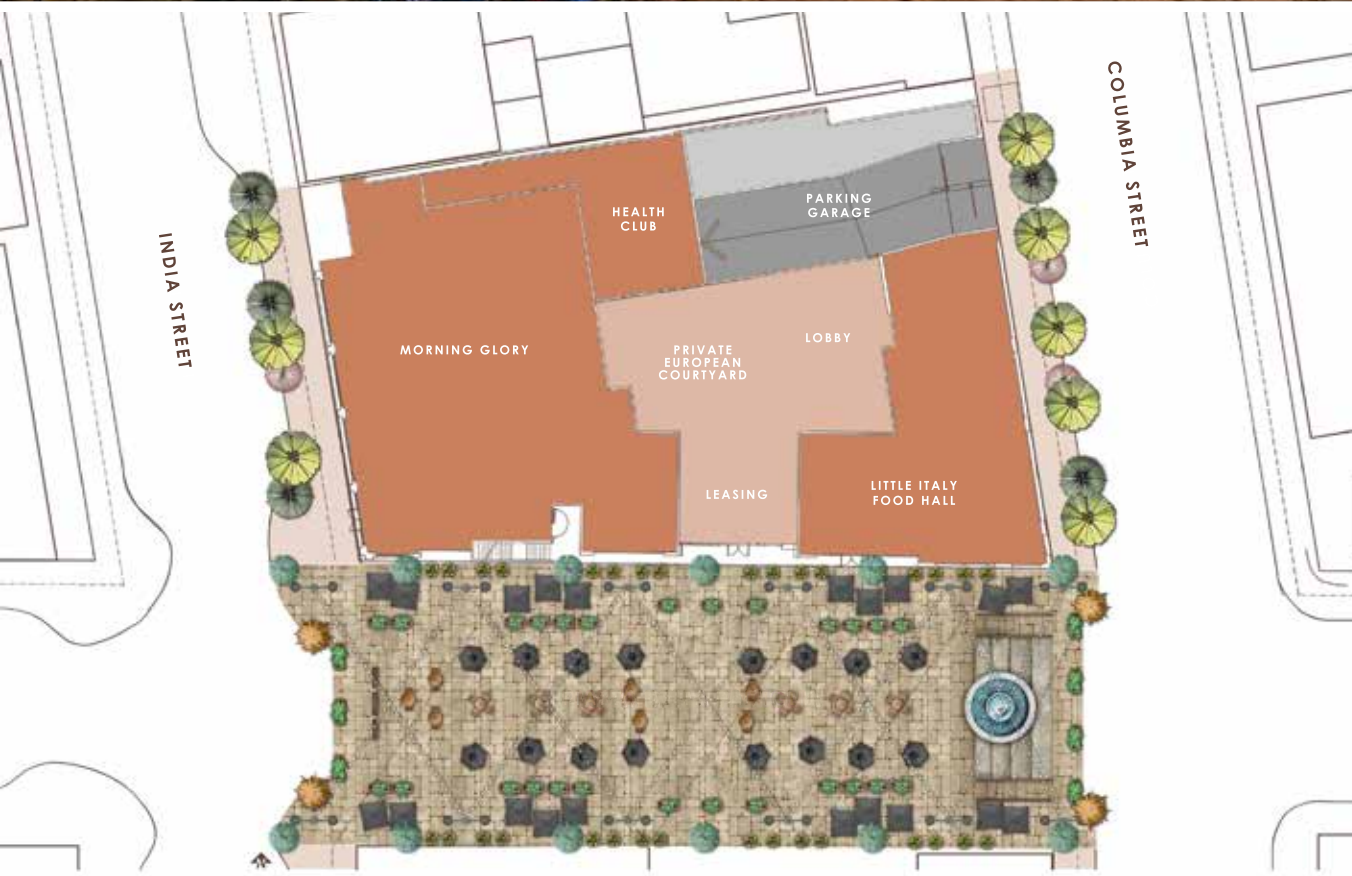 COLUMBIA STREET
INDIA STREET
HEALTH
CLUB
PARKING
GARAGE
MORNING GLORY
PRIVATE
EUROPEAN
COURTYARD
LOBBY
LEASING
LITTLE ITALY
FOOD HALL